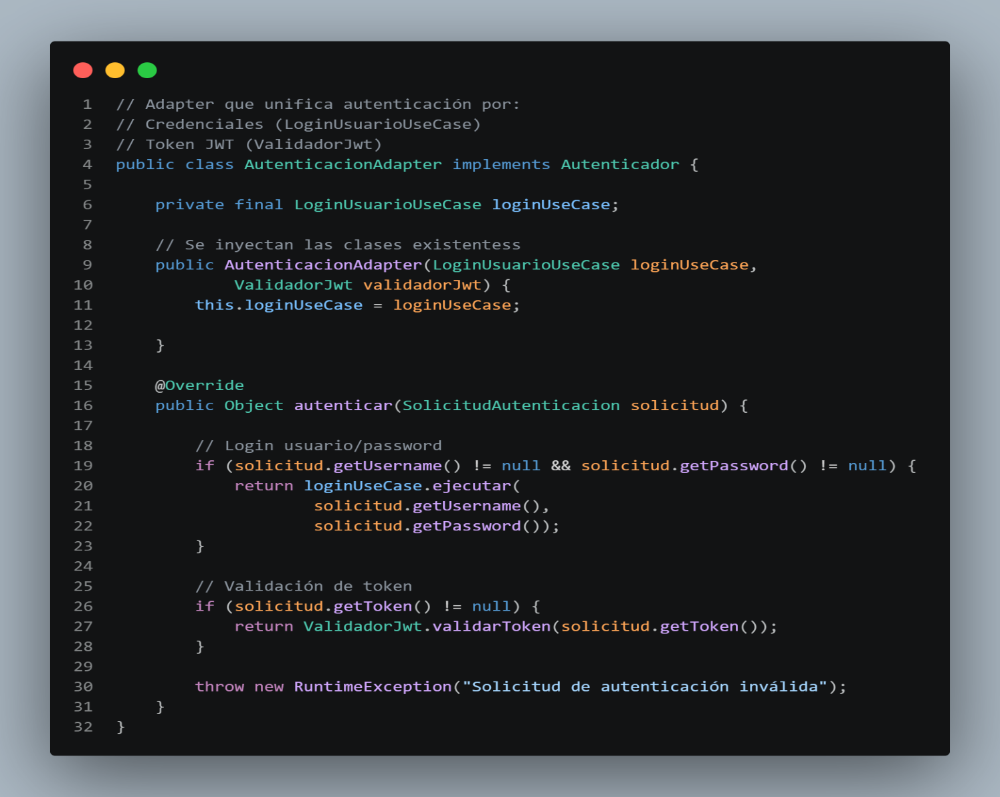 1 // Adapter que unifica autenticación por:
2 // Credenciales (LoginUsuarioUseCase)
3 // Token JWT (ValidadorJwt)
4 public class AutenticacionAdapter implements Autenticador {
5
6     private final LoginUsuarioUseCase loginUseCase;
7
8     // Se inyectan las clases existentess
9     public AutenticacionAdapter(LoginUsuarioUseCase loginUseCase,
10             ValidadorJwt validadorJwt) {
11         this.loginUseCase = loginUseCase;
12
13     }
14
15     @Override
16     public Object autenticar(SolicitudAutenticacion solicitud) {
17
18         // Login usuario/password
19         if (solicitud.getUsername() != null && solicitud.getPassword() != null) {
20             return loginUseCase.ejecutar(
21                     solicitud.getUsername(),
22                     solicitud.getPassword());
23         }
24
25         // Validación de token
26         if (solicitud.getToken() != null) {
27             return ValidadorJwt.validarToken(solicitud.getToken());
28         }
29
30         throw new RuntimeException("Solicitud de autenticación inválida");
31     }
32 }